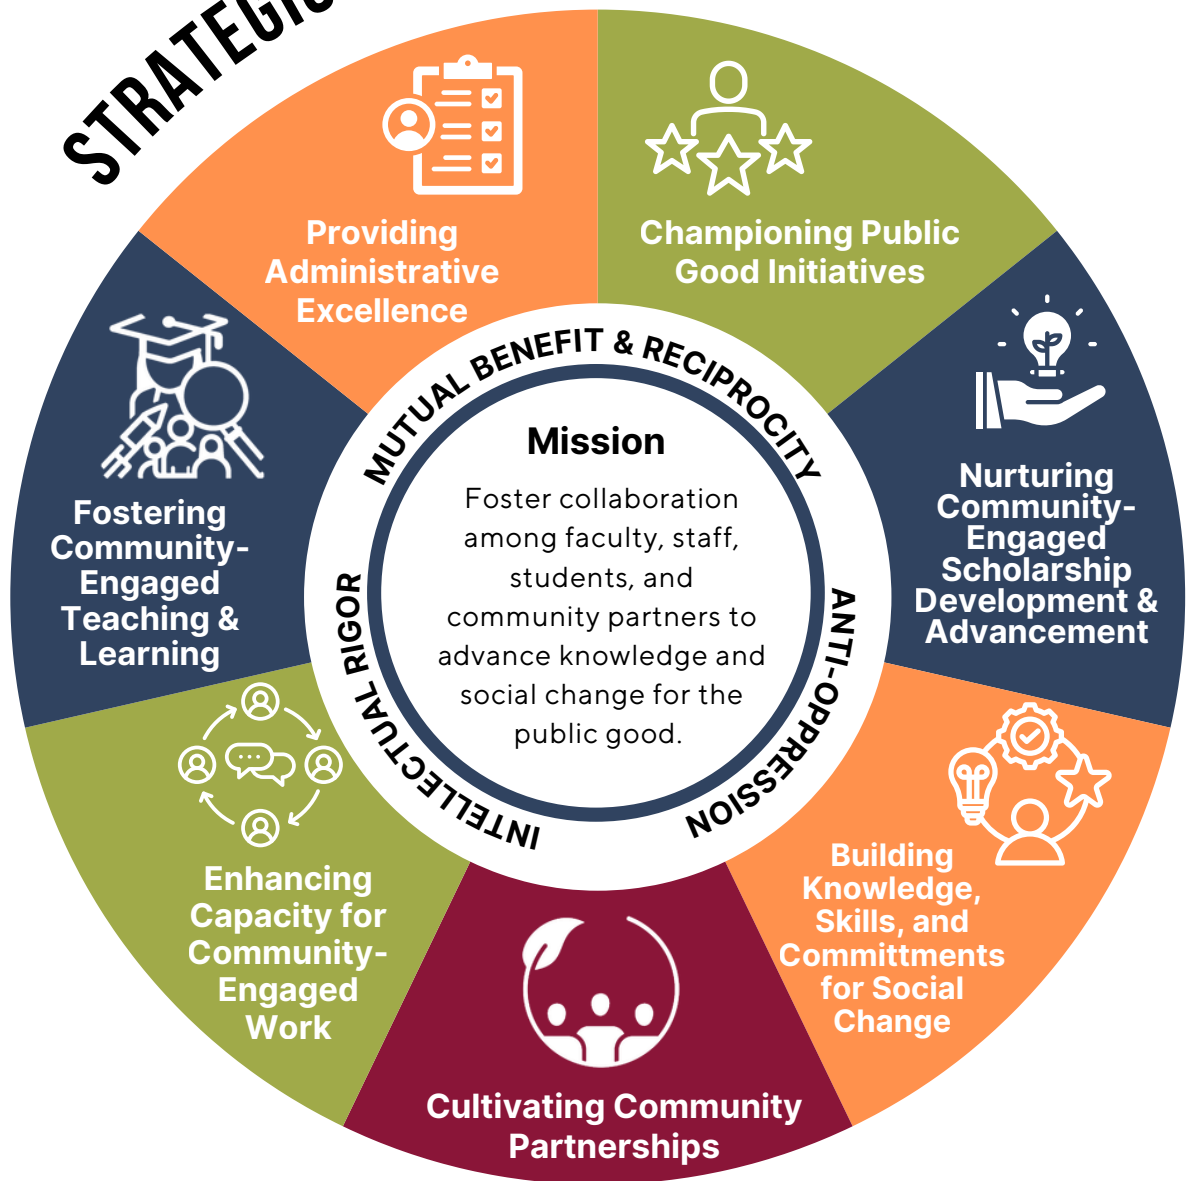 STRATEGIC
Providing
Administrative
Excellence
Championing Public
Good Initiatives
Nurturing
Community-
Engaged
Scholarship
Development &
Advancement
Building
Knowledge,
Skills, and
Committments
for Social
Change
Cultivating Community
Partnerships
Enhancing
Capacity for
Community-
Engaged
Work
Fostering
Community-
Engaged
Teaching &
Learning
MUTUAL BENEFIT & RECIPROCITY
ANTI-OPPRESSION
INTELLECTUAL RIGOR
Mission
Foster collaboration
among faculty, staff,
students, and
community partners to
advance knowledge and
social change for the
public good.